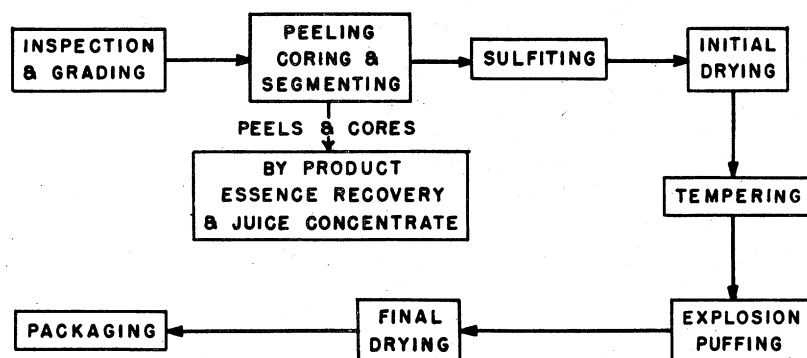 INSPECTION
& GRADING
PEELING
CORING &
SEGMENTING
SULFITING
INITIAL
DRYING
PEELS & CORES
BY PRODUCT
ESSENCE RECOVERY
& JUICE CONCENTRATE
TEMPERING
EXPLOSION
PUFFING
FINAL
DRYING
PACKAGING